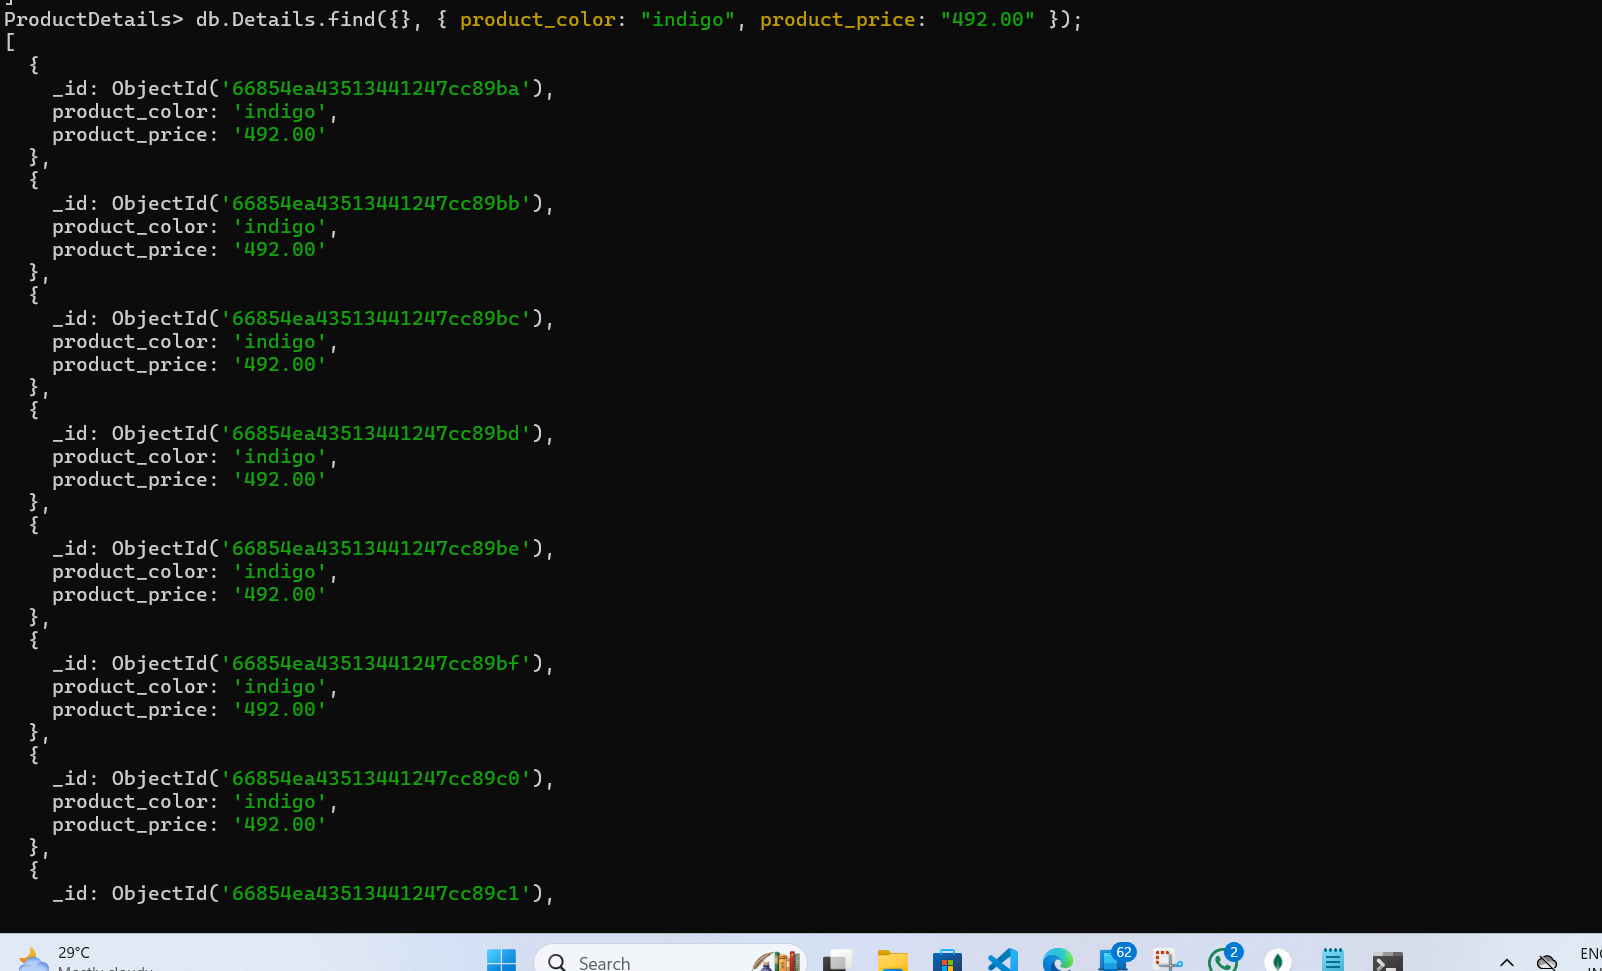 ]
ProductDetails> db.Details.find({}, { product_color: "indigo", product_price: "492.00" });
[
  {
    _id: ObjectId('66854ea43513441247cc89ba'),
    product_color: 'indigo',
    product_price: '492.00'
  },
  {
    _id: ObjectId('66854ea43513441247cc89bb'),
    product_color: 'indigo',
    product_price: '492.00'
  },
  {
    _id: ObjectId('66854ea43513441247cc89bc'),
    product_color: 'indigo',
    product_price: '492.00'
  },
  {
    _id: ObjectId('66854ea43513441247cc89bd'),
    product_color: 'indigo',
    product_price: '492.00'
  },
  {
    _id: ObjectId('66854ea43513441247cc89be'),
    product_color: 'indigo',
    product_price: '492.00'
  },
  {
    _id: ObjectId('66854ea43513441247cc89bf'),
    product_color: 'indigo',
    product_price: '492.00'
  },
  {
    _id: ObjectId('66854ea43513441247cc89c0'),
    product_color: 'indigo',
    product_price: '492.00'
  },
  {
    _id: ObjectId('66854ea43513441247cc89c1'),
29°C
Mostly cloudy
Search
62
2